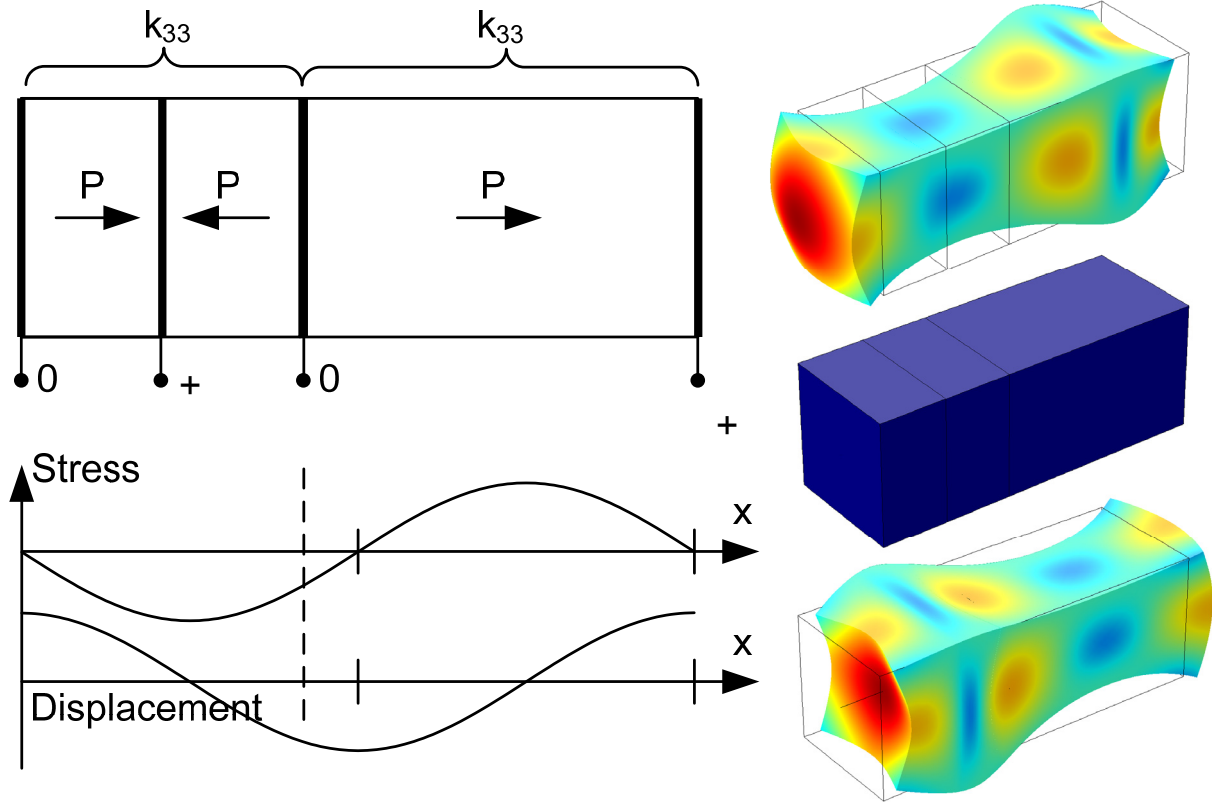 k33 k33
P P P
0 + 0
+
Stress
x
x
Displacement